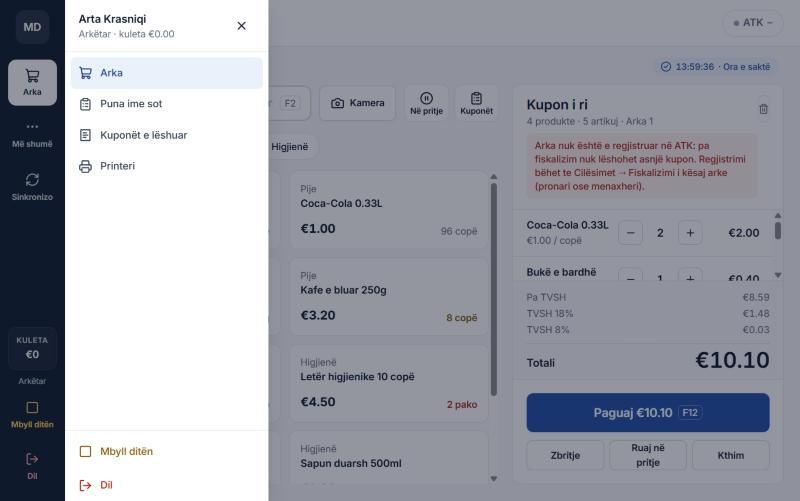 MD
Arka
Më shumë
Sinkronizo
KULETA
€0
Arkëtar
Mbyll ditën
Dil
Arta Krasniqi
Arkëtar · kuleta €0.00
Arka
Puna ime sot
Kuponët e lëshuar
Printeri
Mbyll ditën
Dil
ATK –
13:59:36 · Ora e saktë
F2
Kamera
Në pritje
Kuponët
Higjienë
Pije
Coca-Cola 0.33L
€1.00
96 copë
Pije
Kafe e bluar 250g
€3.20
8 copë
Higjienë
Letër higjienike 10 copë
€4.50
2 pako
Higjienë
Sapun duarsh 500ml
Kupon i ri
4 produkte · 5 artikuj · Arka 1
Arka nuk është e regjistruar në ATK: pa
fiskalizim nuk lëshohet asnjë kupon. Regjistrimi
bëhet te Cilësimet → Fiskalizimi i kësaj arke
(pronari ose menaxheri).
Coca-Cola 0.33L
€1.00 / copë
2
€2.00
Bukë e bardhë
1
€0.40
Pa TVSH €8.59
TVSH 18% €1.48
TVSH 8% €0.03
Totali €10.10
Paguaj €10.10 F12
Zbritje
Ruaj në
pritje
Kthim